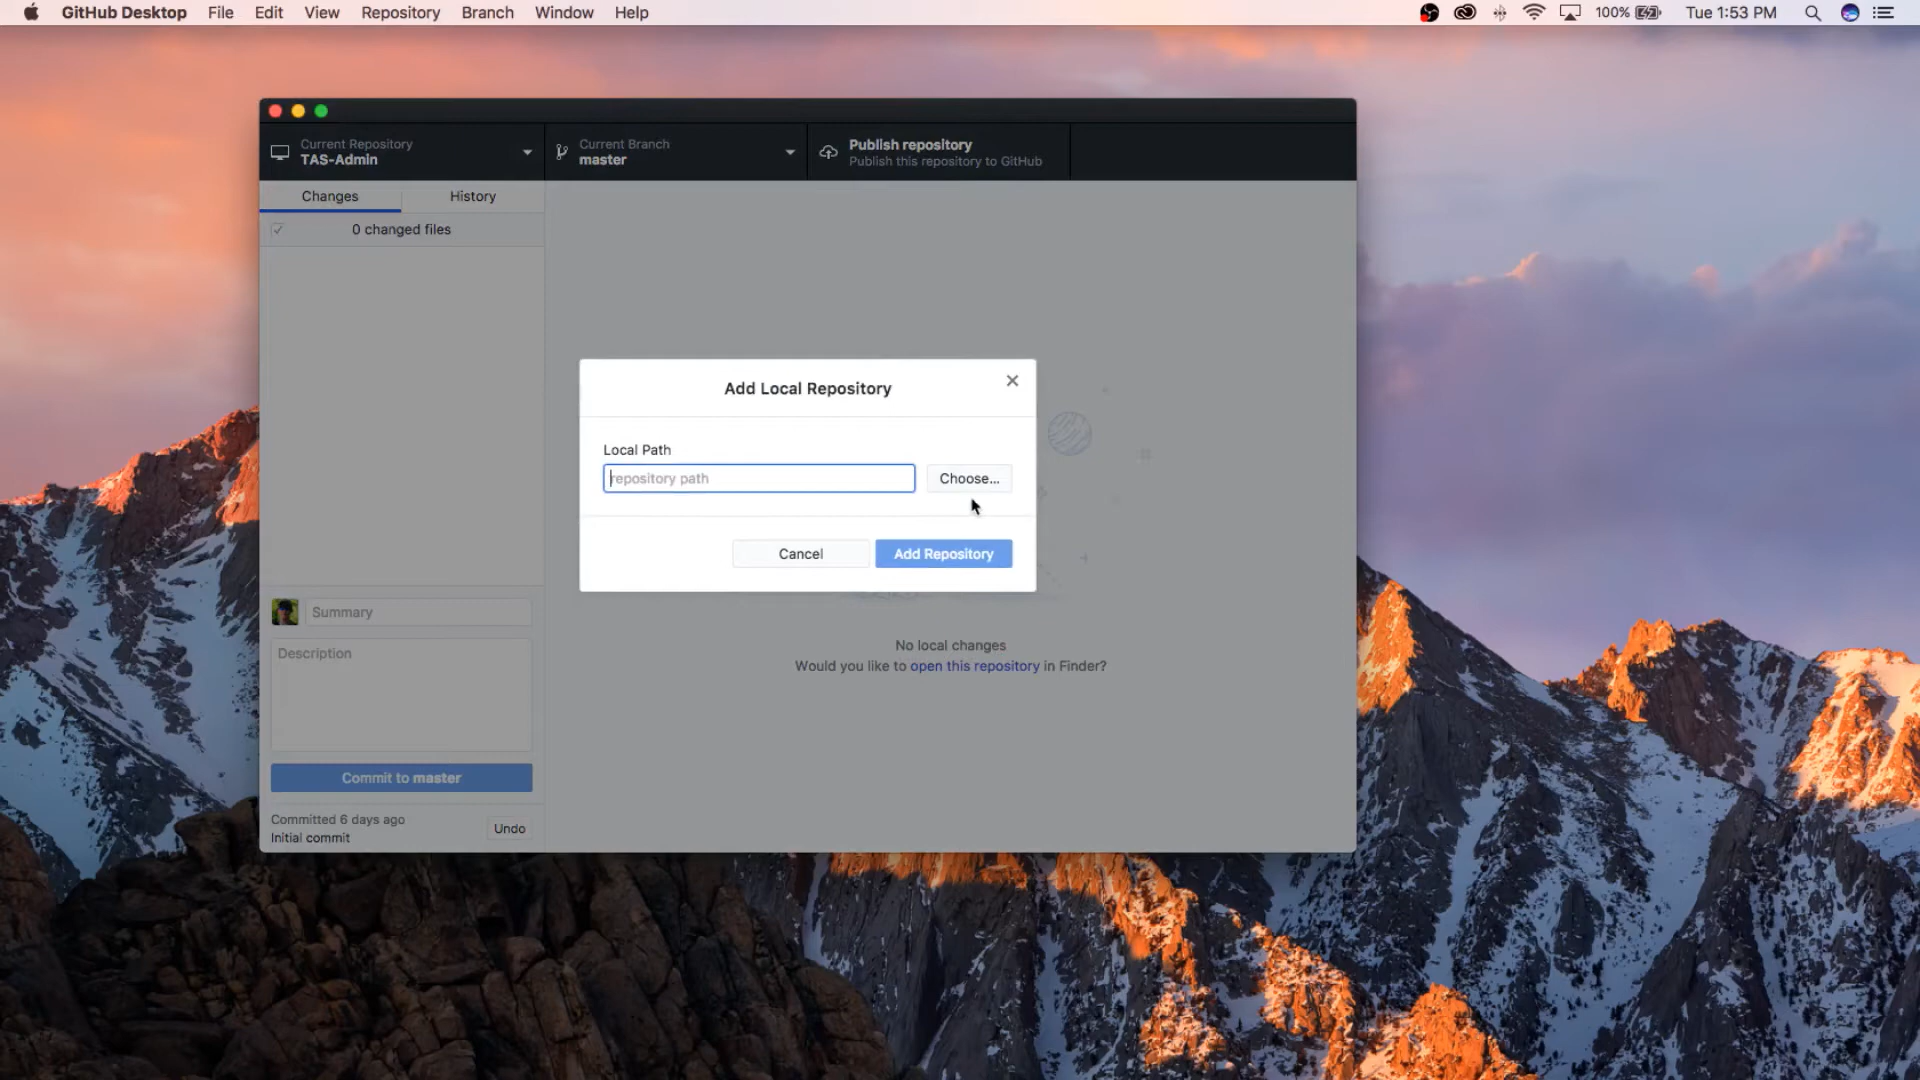 GitHub Desktop File Edit View Repository Branch Window Help 100% Tue 1:53 PM
Current Repository
TAS-Admin
Current Branch
master
Publish repository
Publish this repository to GitHub
Changes History
0 changed files
Add Local Repository
Local Path
repository path Choose...
Cancel Add Repository
No local changes
Would you like to open this repository in Finder?
Summary
Description
Commit to master
Committed 6 days ago
Initial commit
Undo